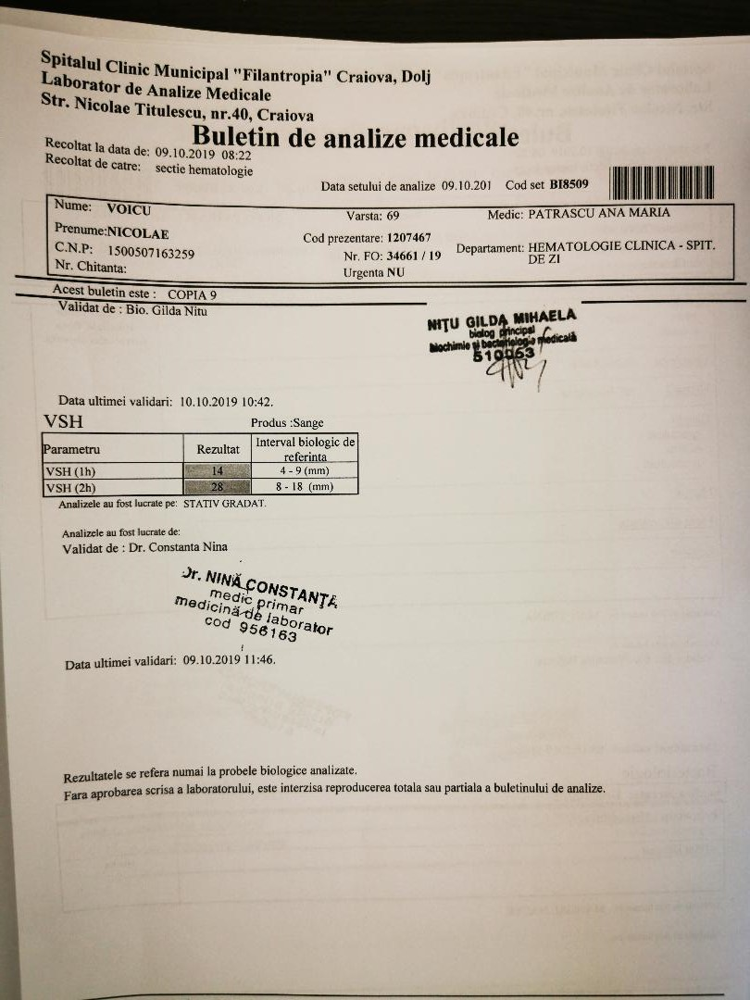 Spitalul Clinic Municipal "Filantropia" Craiova, Dolj
Laborator de Analize Medicale
Str. Nicolae Titulescu, nr.40, Craiova
Buletin de analize medicale
Recoltat la data de: 09.10.2019 08:22
Recoltat de catre: sectie hematologie
Data setului de analize 09.10.201 Cod set BI8509
Nume: VOICU Varsta: 69 Medic: PATRASCU ANA MARIA
Prenume:NICOLAE Cod prezentare: 1207467
C.N.P: 1500507163259 Nr. FO: 34661 / 19 Departament: HEMATOLOGIE CLINICA - SPIT. DE ZI
Nr. Chitanta: Urgenta NU
Acest buletin este : COPIA 9
Validat de : Bio. Gilda Nitu
NIȚU GILDA MIHAELA
biolog principal
biochimie și bacteriologie medicală
510963
Data ultimei validari: 10.10.2019 10:42.
VSH Produs :Sange
Parametru Rezultat Interval biologic de referinta
VSH (1h) 14 4 - 9 (mm)
VSH (2h) 28 8 - 18 (mm)
Analizele au fost lucrate pe: STATIV GRADAT.
Analizele au fost lucrate de:
Validat de : Dr. Constanta Nina
Dr. NINĂ CONSTANȚA
medic primar
medicină de laborator
cod 956163
Data ultimei validari: 09.10.2019 11:46.
Rezultatele se refera numai la probele biologice analizate.
Fara aprobarea scrisa a laboratorului, este interzisa reproducerea totala sau partiala a buletinului de analize.